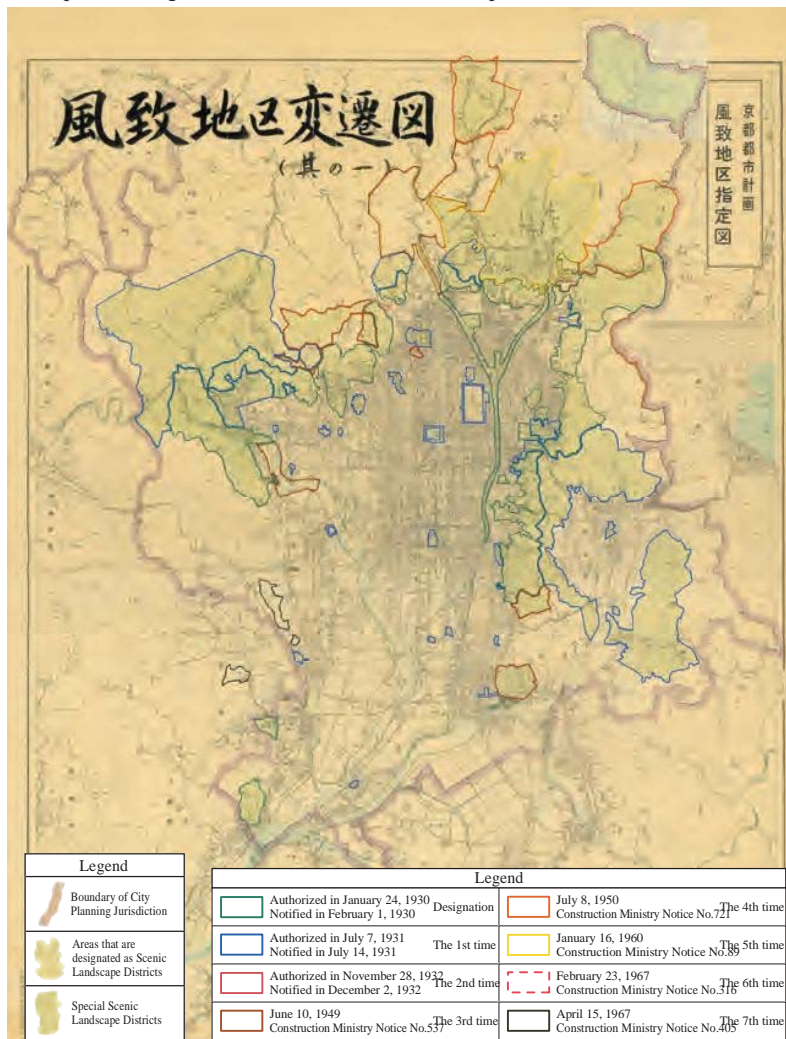 風致地区変遷図
(其の一)
京都都市計画
風致地区指定図
Legend
Boundary of City
Planning Jurisdiction
Areas that are
designated as Scenic
Landscape Districts
Special Scenic
Landscape Districts
Legend
Authorized in January 24, 1930
Notified in February 1, 1930
Designation
Authorized in July 7, 1931
Notified in July 14, 1931
The 1st time
Authorized in November 28, 1932
Notified in December 2, 1932
The 2nd time
June 10, 1949
Construction Ministry Notice No.537
The 3rd time
July 8, 1950
Construction Ministry Notice No.721
The 4th time
January 16, 1960
Construction Ministry Notice No.89
The 5th time
February 23, 1967
Construction Ministry Notice No.316
The 6th time
April 15, 1967
Construction Ministry Notice No.405
The 7th time